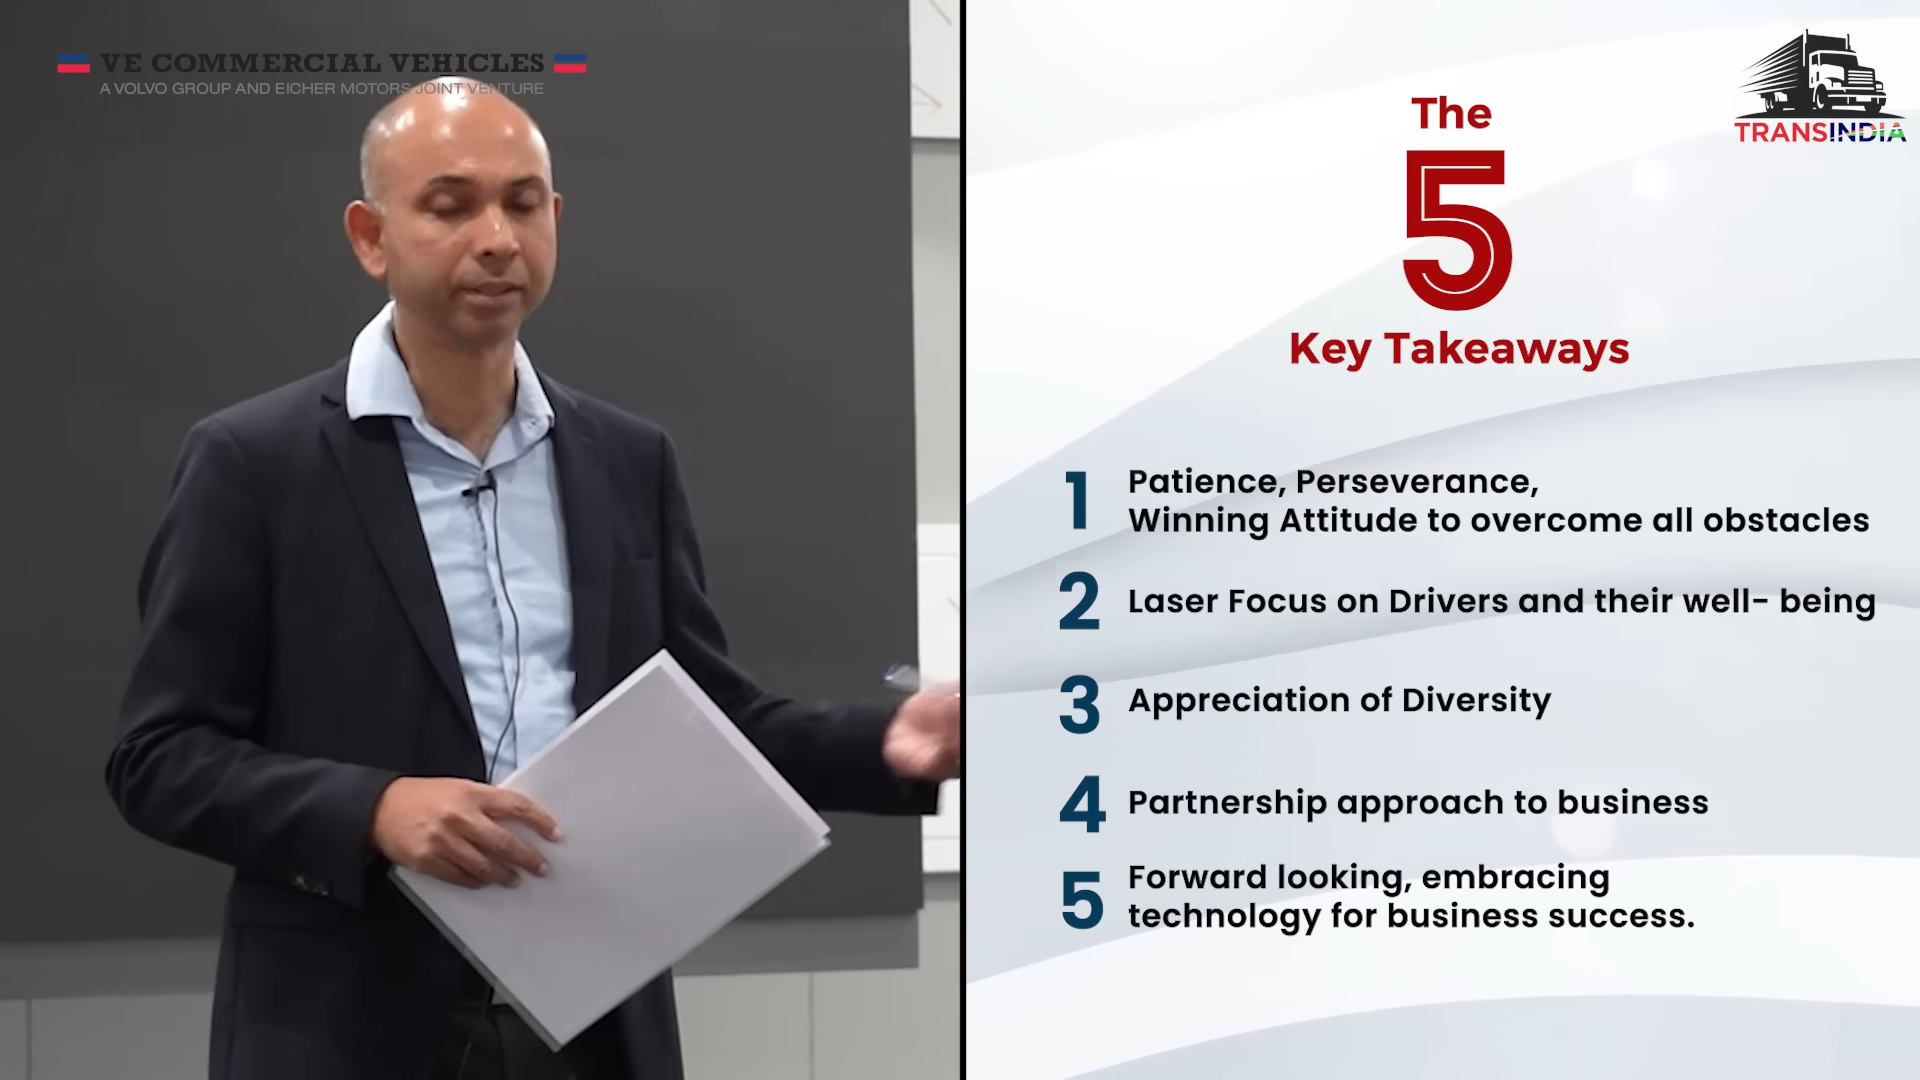 VE COMMERCIAL VEHICLES
A VOLVO GROUP AND EICHER MOTORS JOINT VENTURE
TRANSINDIA
The
5
Key Takeaways
1 Patience, Perseverance,
Winning Attitude to overcome all obstacles
2 Laser Focus on Drivers and their well- being
3 Appreciation of Diversity
4 Partnership approach to business
5 Forward looking, embracing
technology for business success.